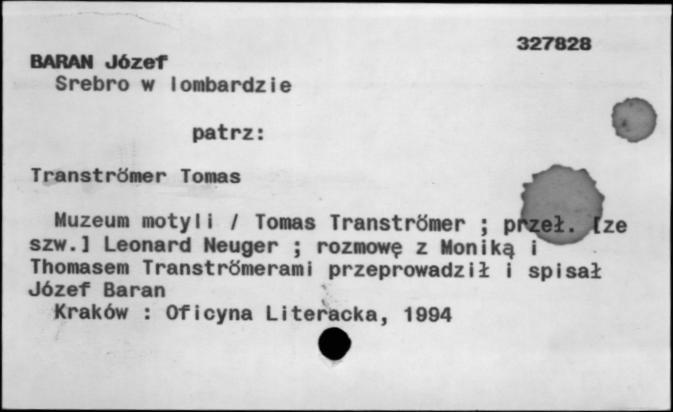 327828
BARAN Józef
Srebro w lombardzie
patrz:
Tranströmer Tomas
Muzeum motyli / Tomas Tranströmer ; przeł. [ze
szw.] Leonard Neuger ; rozmowę z Moniką i
Thomasem Tranströmerami przeprowadził i spisał
Józef Baran
Kraków : Oficyna Literacka, 1994